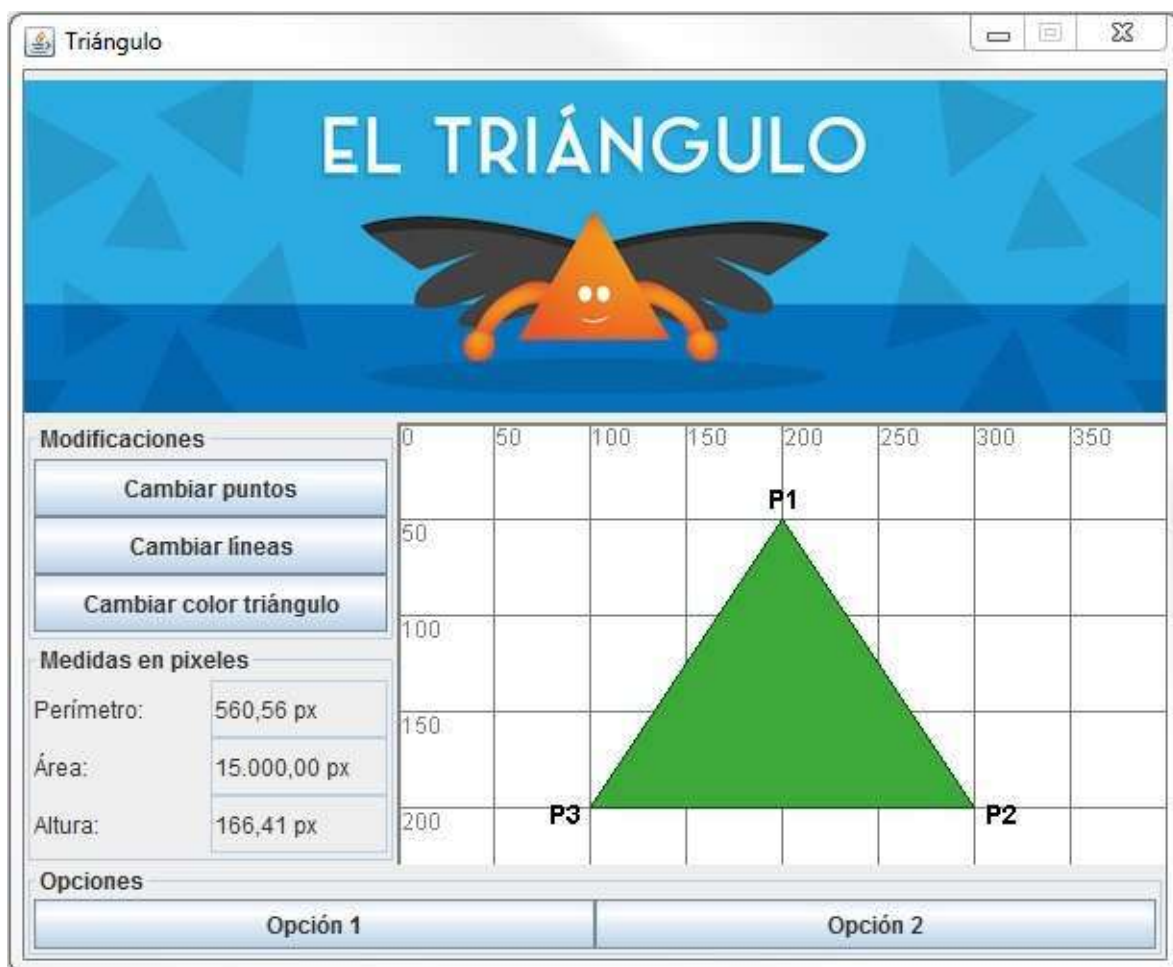 Triángulo
EL TRIÁNGULO
Modificaciones
Cambiar puntos
Cambiar líneas
Cambiar color triángulo
Medidas en pixeles
Perímetro: 560,56 px
Área: 15.000,00 px
Altura: 166,41 px
0 50 100 150 200 250 300 350
P1
50
100
150
200
P3 P2
Opciones
Opción 1 Opción 2